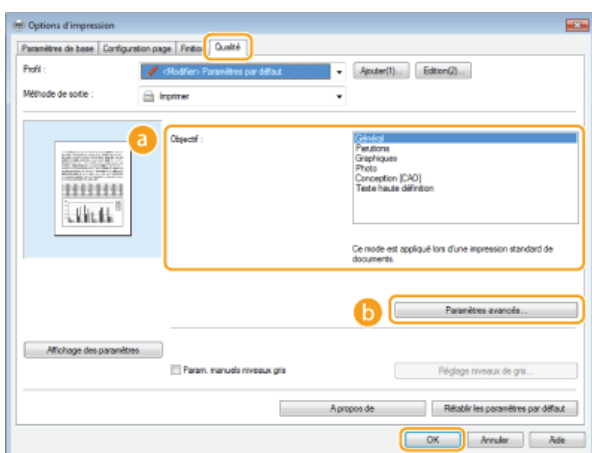 Options d'impression
Paramètres de base Configuration page Finition Qualité
Profil : <Modifier> Paramètres par défaut Ajouter(1)... Edition(2)...
Méthode de sortie : Imprimer
a Objectif : Général
Parutions
Graphiques
Photo
Conception [CAO]
Texte haute définition
Ce mode est appliqué lors d'une impression standard de
documents.
b Paramètres avancés...
Affichage des paramètres
Param. manuels niveaux gris Réglage niveaux de gris...
A propos de Rétablir les paramètres par défaut
OK Annuler Aide